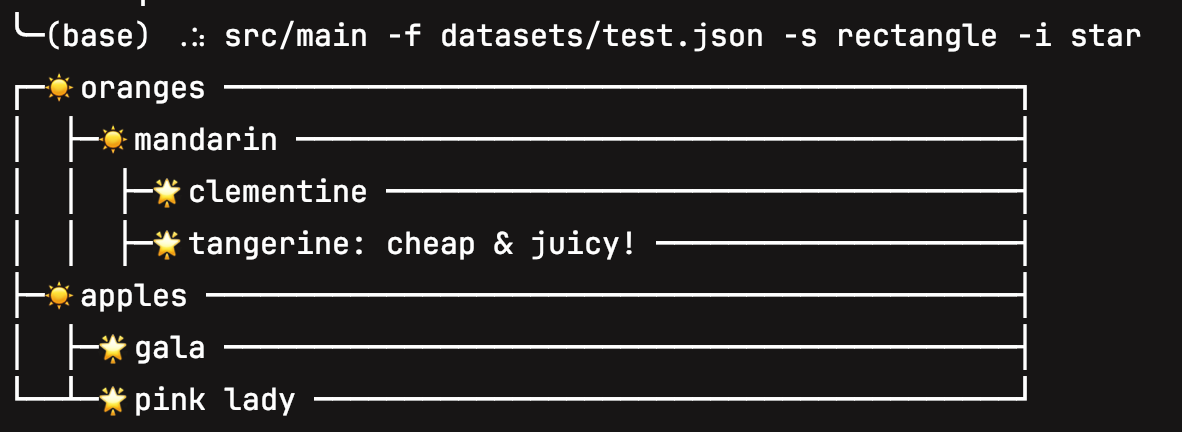 (base) src/main -f datasets/test.json -s rectangle -i star
oranges
mandarin
clementine
tangerine: cheap & juicy!
apples
gala
pink lady